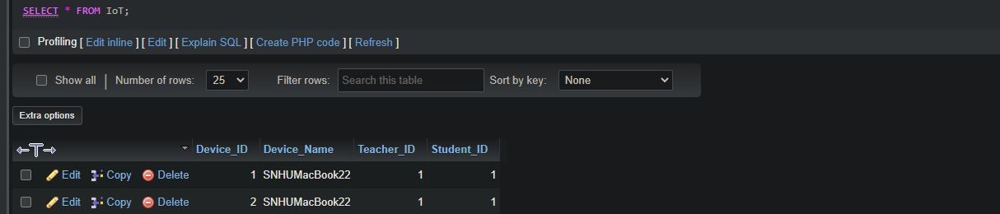 SELECT * FROM IoT;
Profiling [ Edit inline ] [ Edit ] [ Explain SQL ] [ Create PHP code ] [ Refresh ]
Show all | Number of rows: 25 Filter rows: Search this table Sort by key: None
Extra options
Device_ID Device_Name Teacher_ID Student_ID
Edit Copy Delete 1 SNHUMacBook22 1 1
Edit Copy Delete 2 SNHUMacBook22 1 1